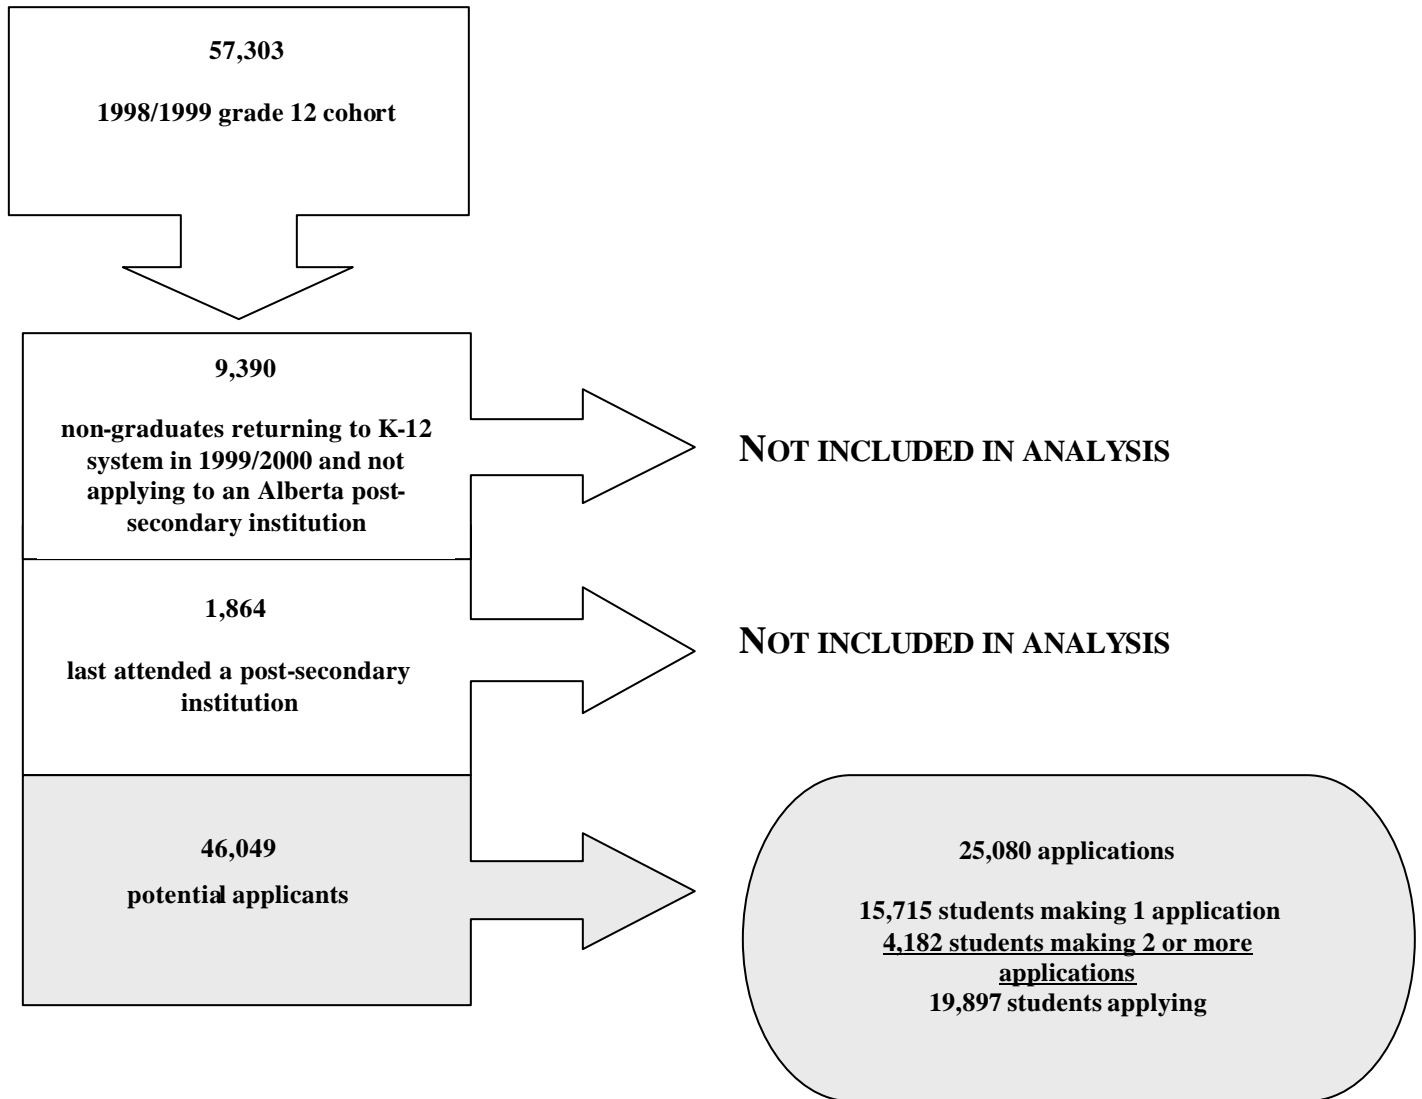 57,303
1998/1999 grade 12 cohort
9,390
non-graduates returning to K-12
system in 1999/2000 and not
applying to an Alberta post-
secondary institution
NOT INCLUDED IN ANALYSIS
1,864
last attended a post-secondary
institution
NOT INCLUDED IN ANALYSIS
46,049
potential applicants
25,080 applications
15,715 students making 1 application
4,182 students making 2 or more
applications
19,897 students applying